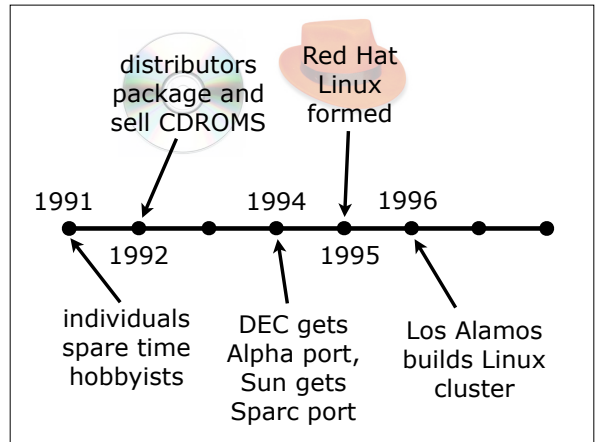 distributors
package and
sell CDROMS
Red Hat
Linux
formed
1991
1994
1996
1992
1995
individuals
spare time
hobbyists
DEC gets
Alpha port,
Sun gets
Sparc port
Los Alamos
builds Linux
cluster